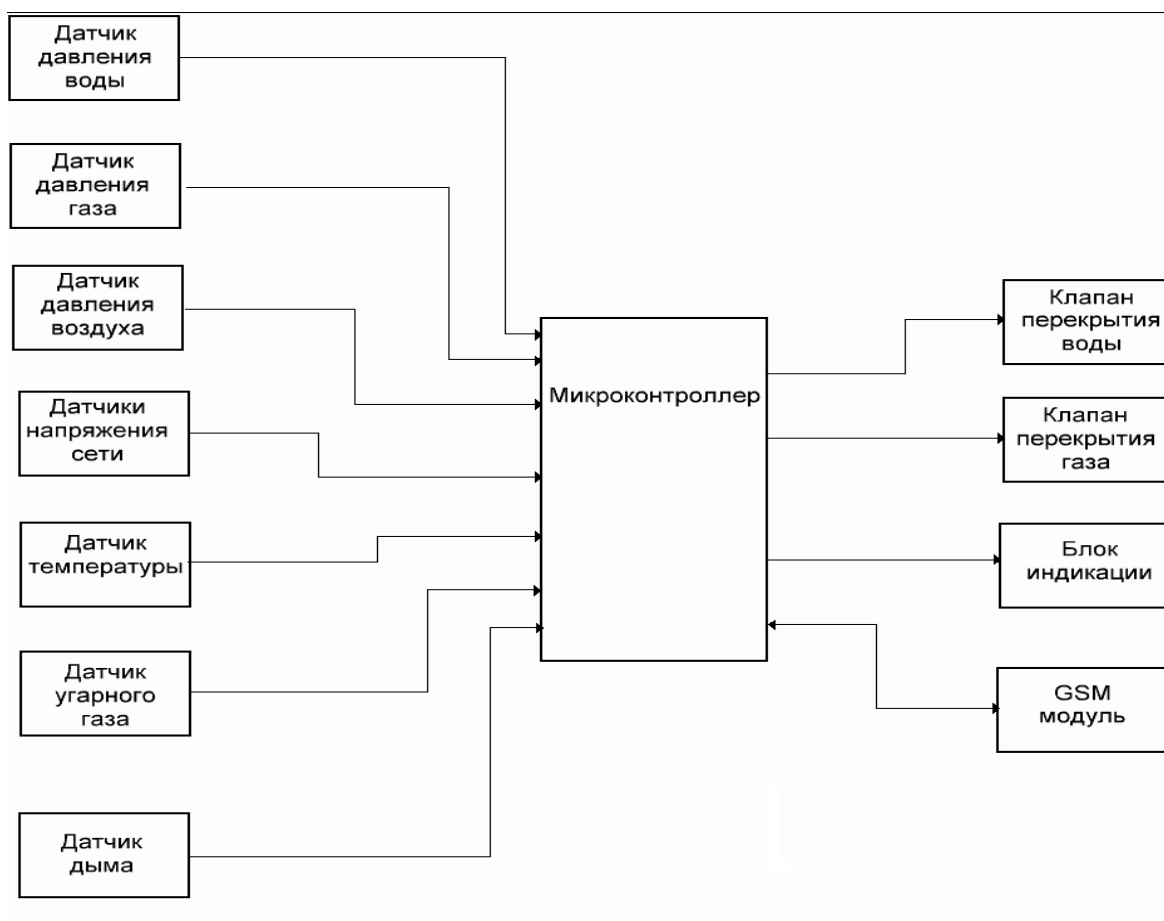 Датчик
давления
воды
Датчик
давления
газа
Датчик
давления
воздуха
Датчики
напряжения
сети
Датчик
температуры
Датчик
угарного
газа
Датчик
дыма
Микроконтроллер
Клапан
перекрытия
воды
Клапан
перекрытия
газа
Блок
индикации
GSM
модуль